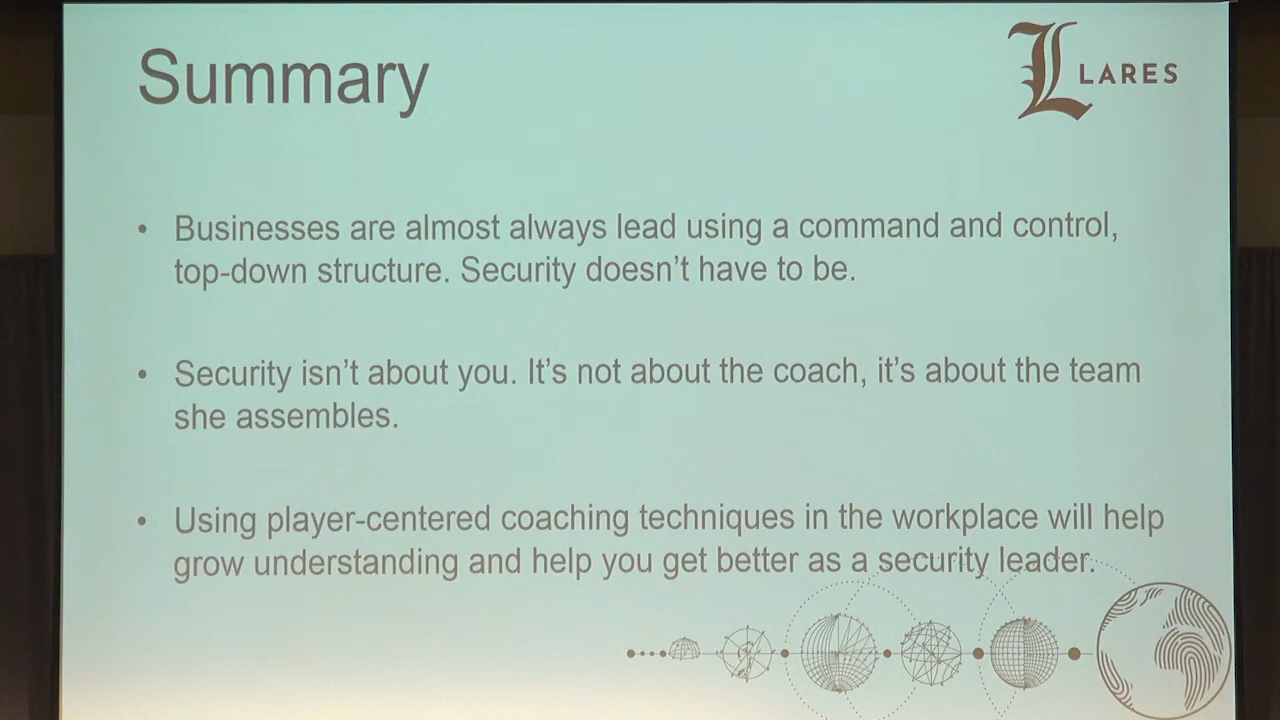 Summary
L LARES
• Businesses are almost always lead using a command and control,
top-down structure. Security doesn't have to be.
• Security isn't about you. It's not about the coach, it's about the team
she assembles.
• Using player-centered coaching techniques in the workplace will help
grow understanding and help you get better as a security leader.